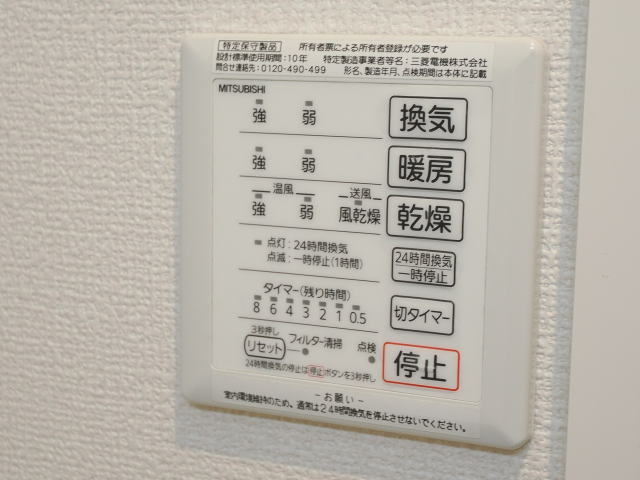 特定保守製品 所有者票による所有者登録が必要です
設計標準使用期間:10年 特定製造事業者等名:三菱電機株式会社
問合せ連絡先:0120-490-499 形名、製造年月、点検期間は本体に記載
MITSUBISHI
強 弱 換気
強 弱 暖房
温風 送風
強 弱 風乾燥 乾燥
点灯:24時間換気
点滅:一時停止(1時間)
24時間換気
一時停止
タイマー(残り時間)
8 6 4 3 2 1 0.5
切タイマー
3秒押し
リセット フィルター清掃 点検
停止
24時間換気の停止は停止ボタンを3秒押し
-お願い-
室内環境維持のため、通常は24時間換気を停止させないでください。